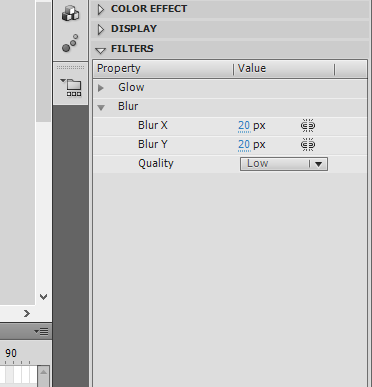 COLOR EFFECT
DISPLAY
FILTERS
Property Value
Glow
Blur
Blur X 20 px
Blur Y 20 px
Quality Low
90